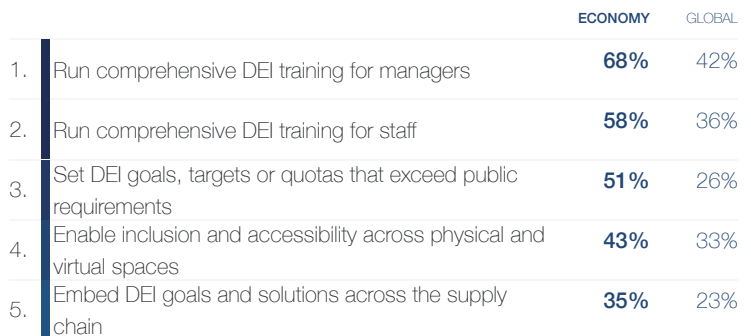 ECONOMY GLOBAL
1. Run comprehensive DEI training for managers 68% 42%
2. Run comprehensive DEI training for staff 58% 36%
3. Set DEI goals, targets or quotas that exceed public
requirements 51% 26%
4. Enable inclusion and accessibility across physical and
virtual spaces 43% 33%
5. Embed DEI goals and solutions across the supply
chain 35% 23%